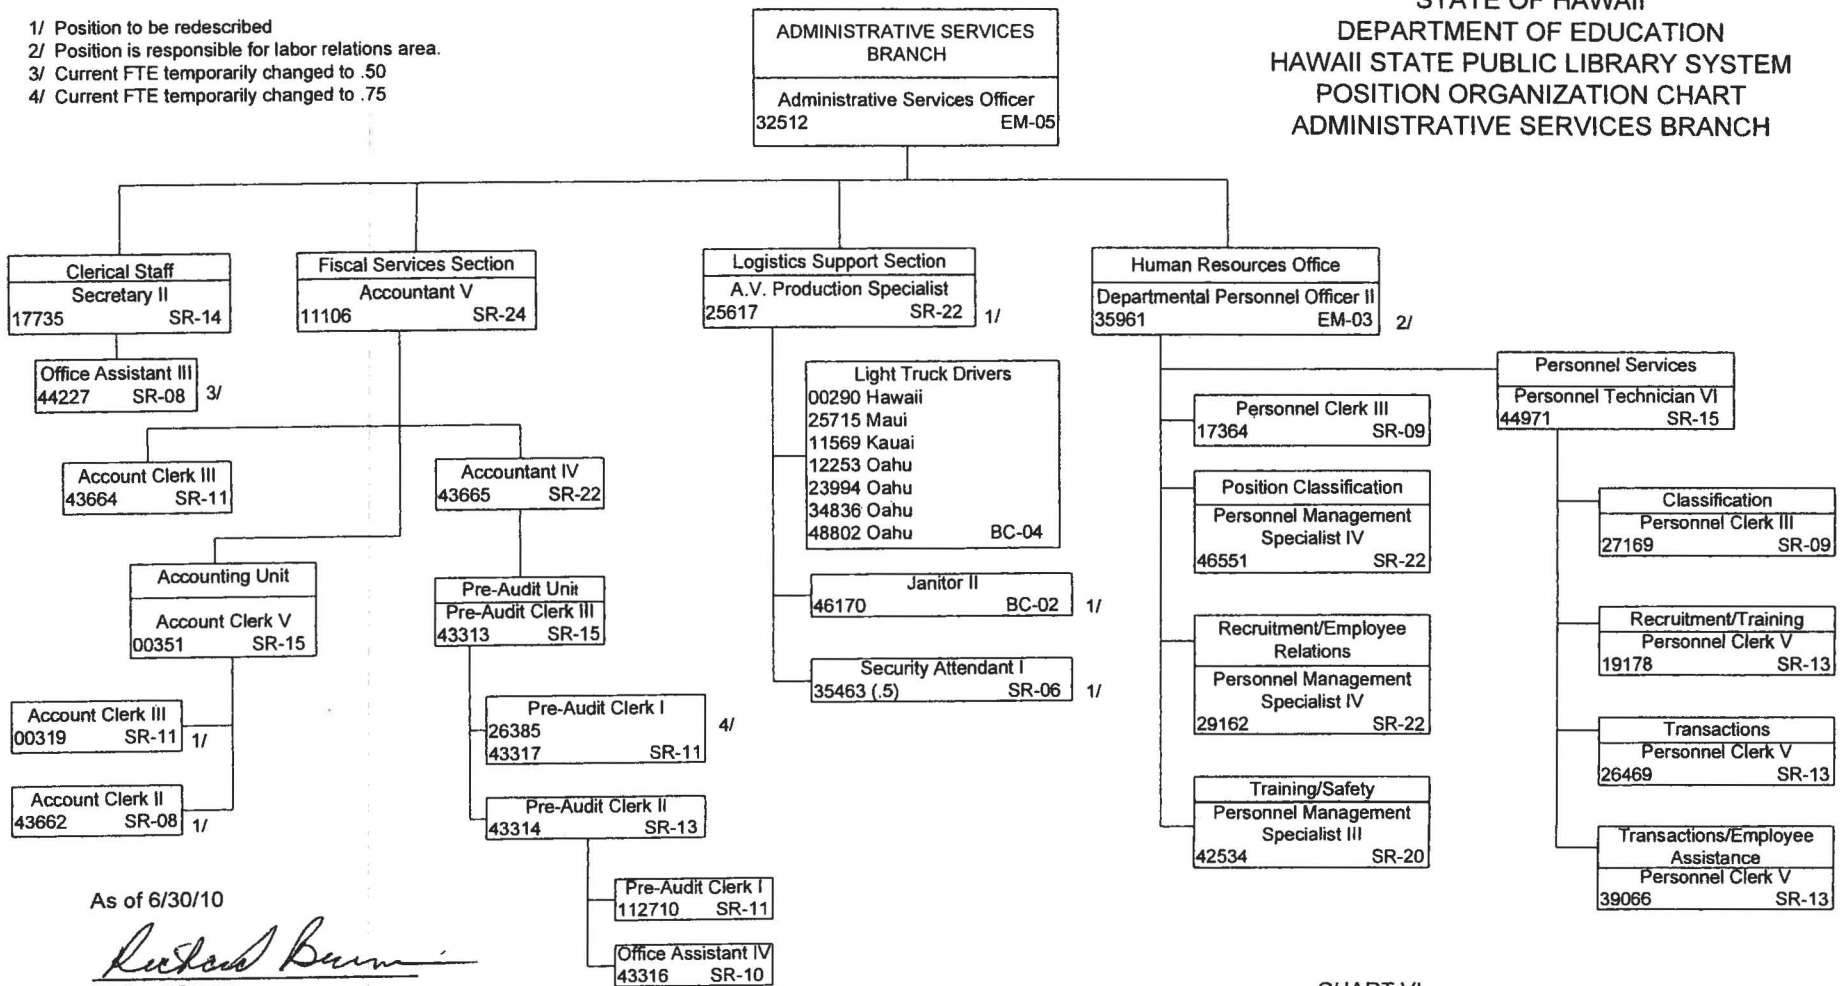 1/ Position to be redescribed
2/ Position is responsible for labor relations area.
3/ Current FTE temporarily changed to .50
4/ Current FTE temporarily changed to .75
STATE OF HAWAII
DEPARTMENT OF EDUCATION
HAWAII STATE PUBLIC LIBRARY SYSTEM
POSITION ORGANIZATION CHART
ADMINISTRATIVE SERVICES BRANCH
ADMINISTRATIVE SERVICES
BRANCH
Administrative Services Officer
32512 EM-05
Clerical Staff
Secretary II
17735 SR-14
Office Assistant III
44227 SR-08 3/
Fiscal Services Section
Accountant V
11106 SR-24
Account Clerk III
43664 SR-11
Accountant IV
43665 SR-22
Accounting Unit
Account Clerk V
00351 SR-15
Account Clerk III
00319 SR-11 1/
Account Clerk II
43662 SR-08 1/
Pre-Audit Unit
Pre-Audit Clerk III
43313 SR-15
Pre-Audit Clerk I 4/
26385
43317 SR-11
Pre-Audit Clerk II
43314 SR-13
Pre-Audit Clerk I
112710 SR-11
Office Assistant IV
43316 SR-10
Logistics Support Section
A.V. Production Specialist
25617 SR-22 1/
Light Truck Drivers
00290 Hawaii
25715 Maui
11569 Kauai
12253 Oahu
23994 Oahu
34836 Oahu
48802 Oahu BC-04
Janitor II
46170 BC-02 1/
Security Attendant I
35463 (.5) SR-06 1/
Human Resources Office
Departmental Personnel Officer II
35961 EM-03 2/
Personnel Clerk III
17364 SR-09
Position Classification
Personnel Management
Specialist IV
46551 SR-22
Recruitment/Employee
Relations
Personnel Management
Specialist IV
29162 SR-22
Training/Safety
Personnel Management
Specialist III
42534 SR-20
Personnel Services
Personnel Technician VI
44971 SR-15
Classification
Personnel Clerk III
27169 SR-09
Recruitment/Training
Personnel Clerk V
19178 SR-13
Transactions
Personnel Clerk V
26469 SR-13
Transactions/Employee
Assistance
Personnel Clerk V
39066 SR-13
As of 6/30/10
Richard
CHART VI